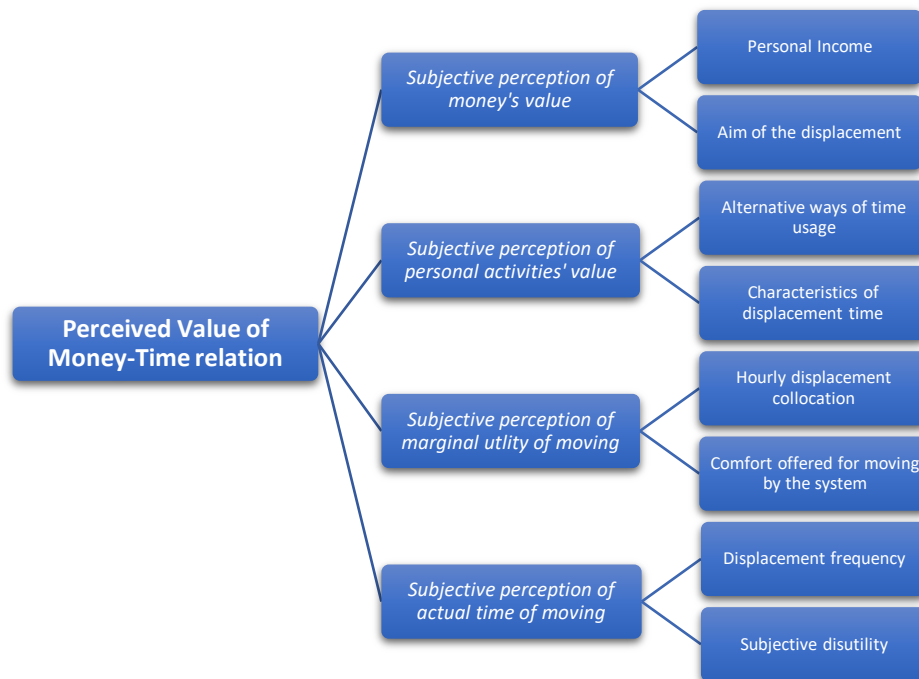 Perceived Value of
Money-Time relation
Subjective perception of
money's value
Personal Income
Aim of the displacement
Subjective perception of
personal activities' value
Alternative ways of time
usage
Characteristics of
displacement time
Subjective perception of
marginal utlity of moving
Hourly displacement
collocation
Comfort offered for moving
by the system
Subjective perception of
actual time of moving
Displacement frequency
Subjective disutility